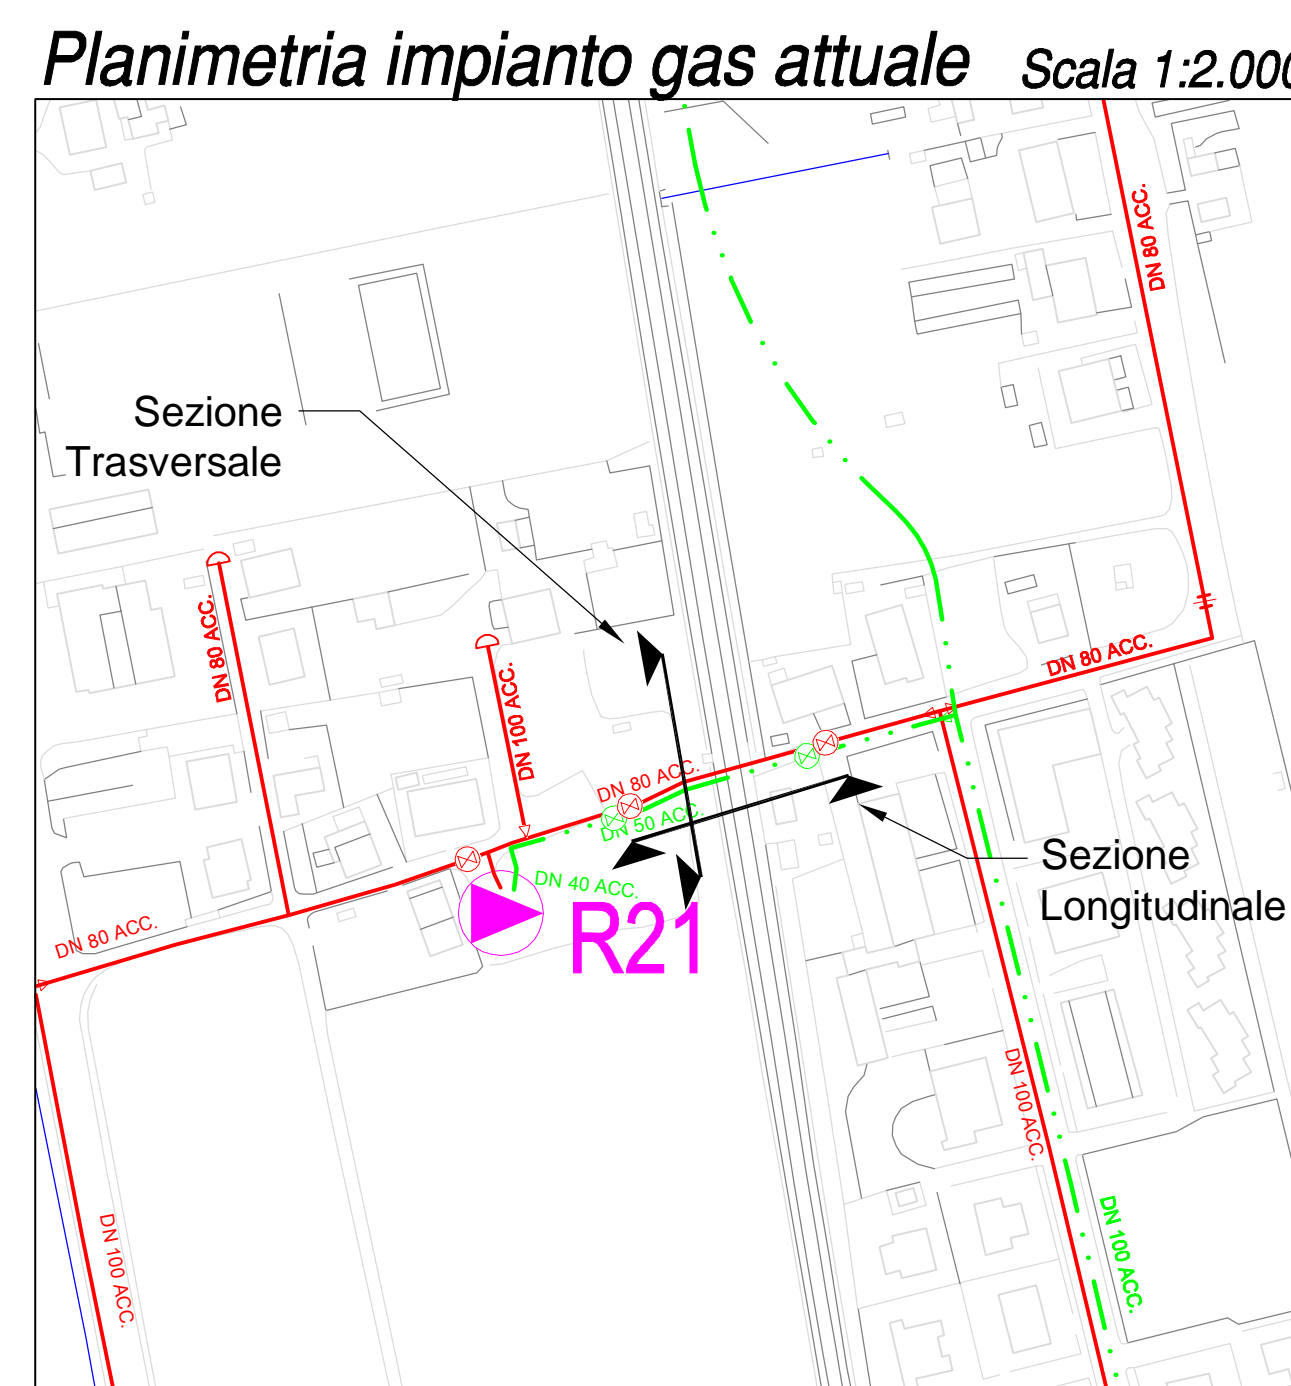 Planimetria impianto gas attuale Scala 1:2.000
DN 80 ACC.
Sezione
Trasversale
DN 80 ACC.
DN 80 ACC.
DN 100 ACC.
DN 80 ACC.
DN 50 ACC.
Sezione
Longitudinale
DN 40 ACC.
R21
DN 80 ACC.
DN 100 ACC.
DN 100 ACC.
DN 100 ACC.